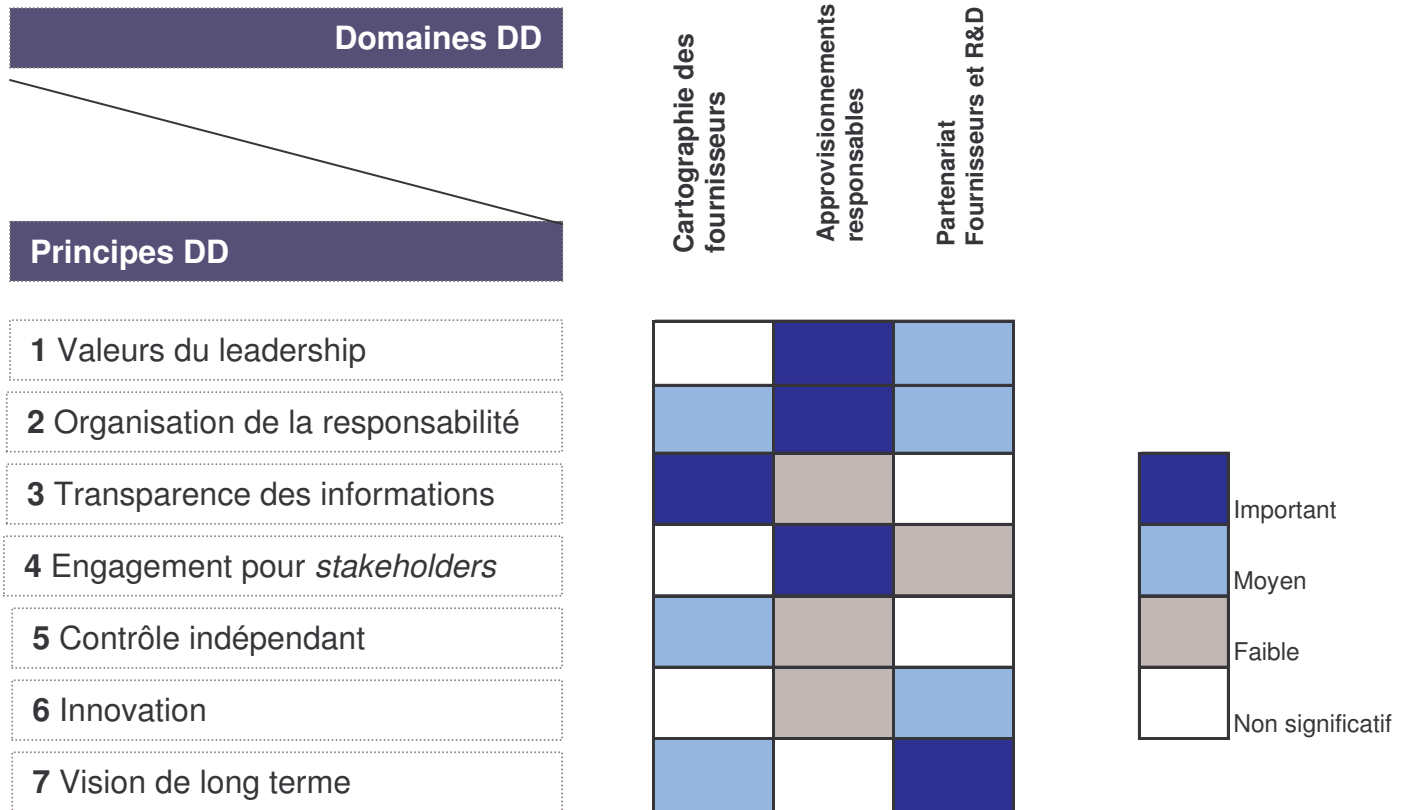 Domaines DD
Cartographie des
fournisseurs
Approvisionnements
responsables
Partenariat
Fournisseurs et R&D
Principes DD
1 Valeurs du leadership
2 Organisation de la responsabilité
3 Transparence des informations
4 Engagement pour stakeholders
5 Contrôle indépendant
6 Innovation
7 Vision de long terme
Important
Moyen
Faible
Non significatif